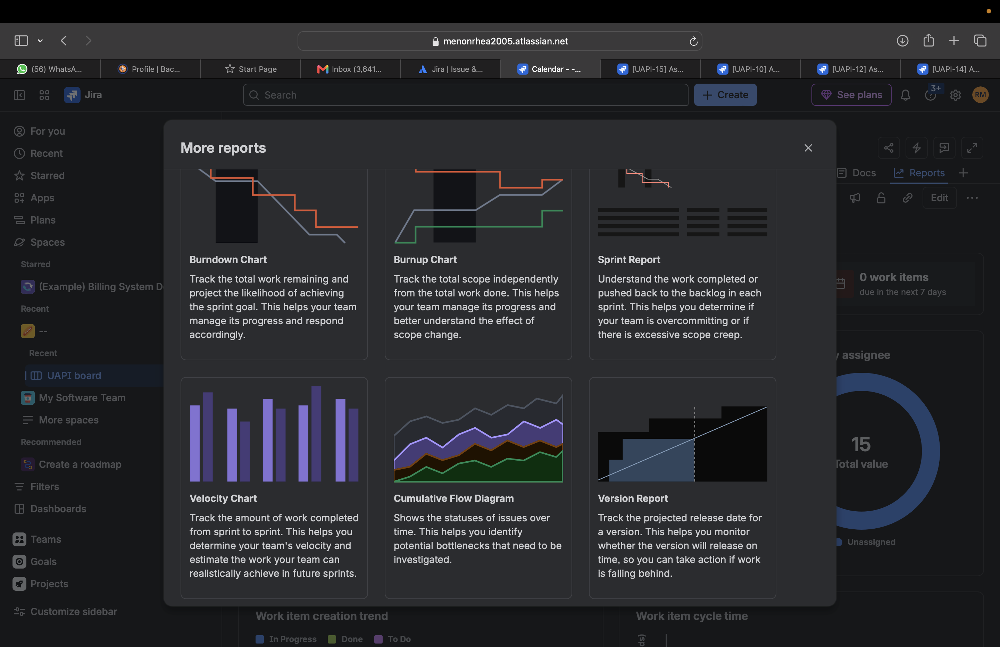 menonrhea2005.atlassian.net
(56) WhatsA...
Profile | Bac...
Start Page
Inbox (3,641...
Jira | Issue &...
Calendar - -...
[UAPI-15] As...
[UAPI-10] A...
[UAPI-12] As...
[UAPI-14] A...
Jira
Search
+ Create
See plans
3+
RM
For you
Recent
Starred
Apps
Plans
Spaces
Starred
(Example) Billing System D
Recent
--
Recent
UAPI board
My Software Team
More spaces
Recommended
Create a roadmap
Filters
Dashboards
Teams
Goals
Projects
Customize sidebar
More reports
Burndown Chart
Track the total work remaining and
project the likelihood of achieving
the sprint goal. This helps your team
manage its progress and respond
accordingly.
Burnup Chart
Track the total scope independently
from the total work done. This helps
your team manage its progress and
better understand the effect of
scope change.
Sprint Report
Understand the work completed or
pushed back to the backlog in each
sprint. This helps you determine if
your team is overcommitting or if
there is excessive scope creep.
Velocity Chart
Track the amount of work completed
from sprint to sprint. This helps you
determine your team's velocity and
estimate the work your team can
realistically achieve in future sprints.
Cumulative Flow Diagram
Shows the statuses of issues over
time. This helps you identify
potential bottlenecks that need to be
investigated.
Version Report
Track the projected release date for
a version. This helps you monitor
whether the version will release on
time, so you can take action if work
is falling behind.
Docs
Reports
Edit
0 work items
due in the next 7 days
y assignee
15
Total value
Unassigned
Work item creation trend
In Progress
Done
To Do
Work item cycle time
ds)